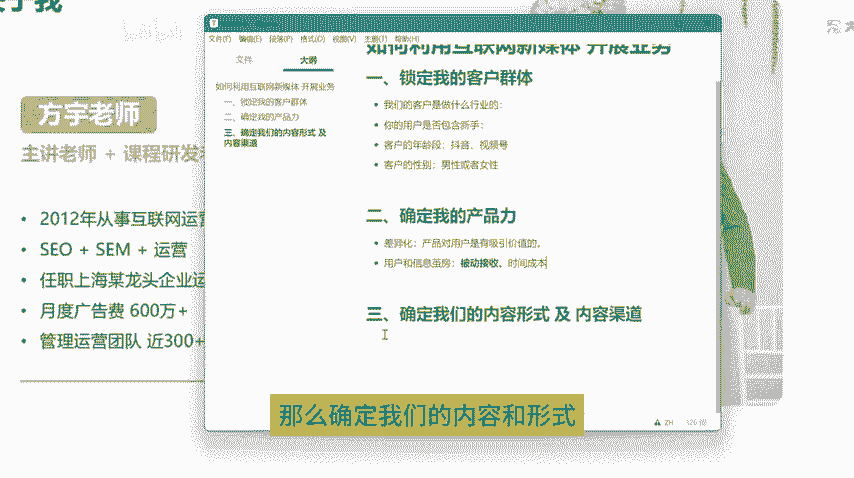 于我
方宇老师
主讲老师 + 课程研发老
2012年从事互联网运营
SEO + SEM + 运营
任职上海某龙头企业运
月度广告费 600万+
管理运营团队 近300+
文件(F) 编辑(E) 段落(P) 格式(O) 视图(V) 主题(T) 帮助(H)
文件 大纲
如何利用互联网新媒体 开展业务
一、锁定我的客户群体
二、确定我的产品力
三、确定我们的内容形式 及
内容渠道
如何利用互联网新媒体 开展业务
一、锁定我的客户群体
我们的客户是做什么行业的:
你的用户是否包含新手:
客户的年龄段:抖音、视频号
客户的性别:男性或者女性
二、确定我的产品力
差异化:产品对用户是有吸引价值的。
用户和信息茧房:被动接收、时间成本
三、确定我们的内容形式 及 内容渠道
ZH 326 词
那么确定我们的内容和形式